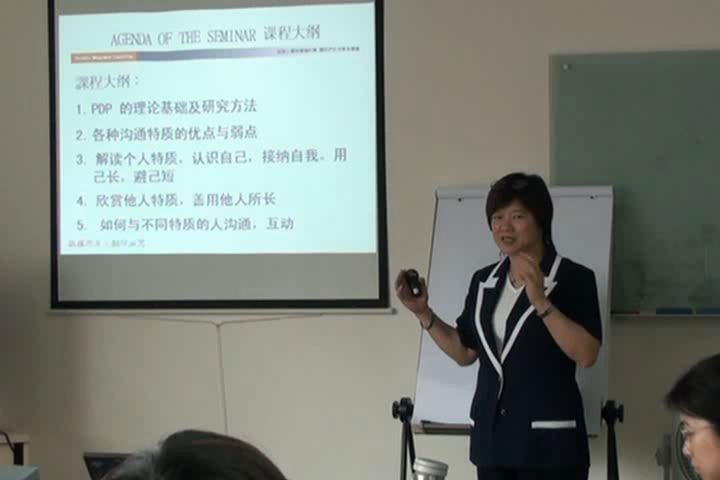 AGENDA OF THE SEMINAR 课程大纲
課程大纲：
1. PDP 的理论基础及研究方法
2. 各种沟通特质的优点与弱点
3. 解读个人特质，认识自己，接纳自我。用
己长，避己短
4. 欣赏他人特质，善用他人所长
5. 如何与不同特质的人沟通，互动